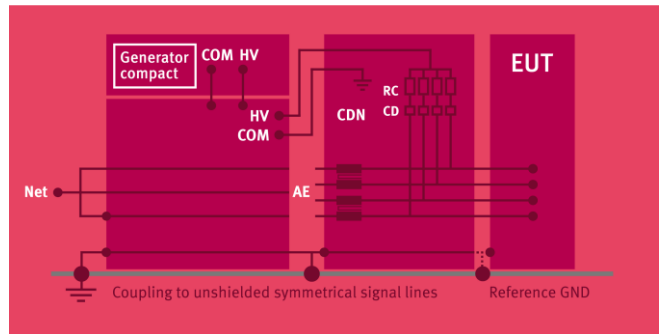 Generator
compact
COM HV
EUT
RC
CD
HV
COM
CDN
Net
AE
Coupling to unshielded symmetrical signal lines
Reference GND